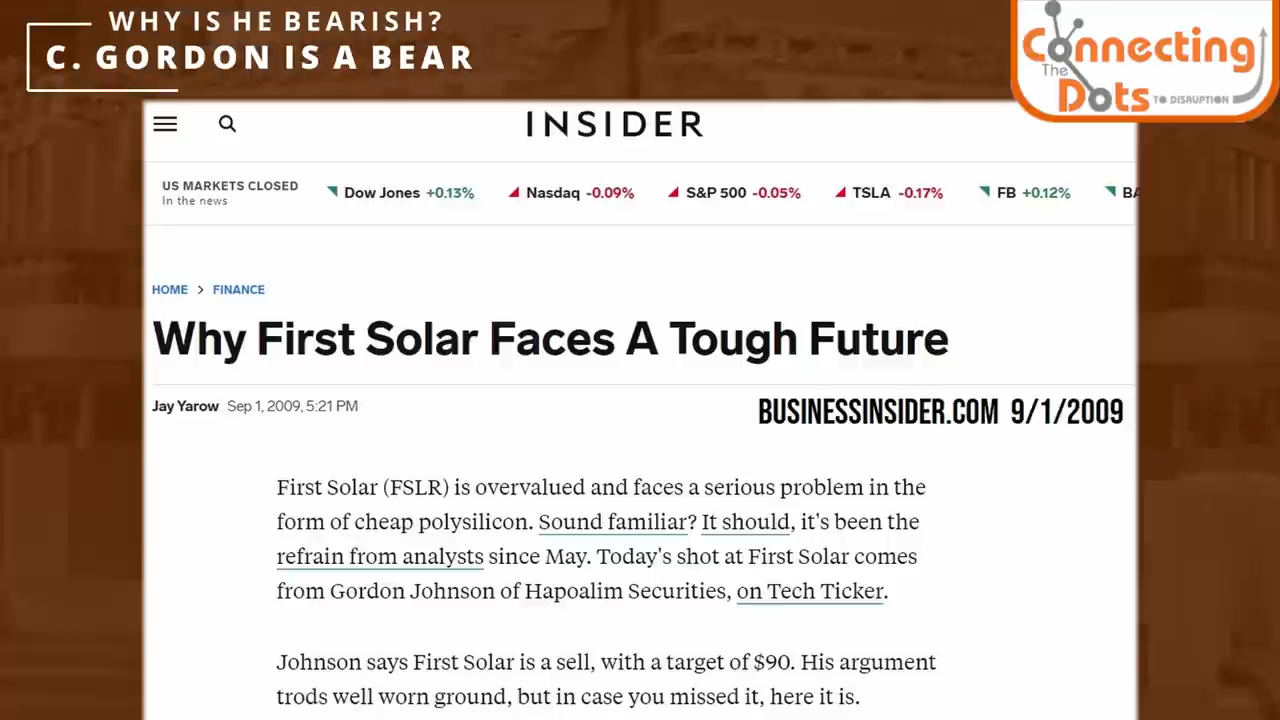 WHY IS HE BEARISH?
C. GORDON IS A BEAR
Connecting
The
Dots TO DISRUPTION
INSIDER
US MARKETS CLOSED
In the news
Dow Jones +0.13%
Nasdaq -0.09%
S&P 500 -0.05%
TSLA -0.17%
FB +0.12%
BA
HOME > FINANCE
Why First Solar Faces A Tough Future
Jay Yarow Sep 1, 2009, 5:21 PM
BUSINESSINSIDER.COM 9/1/2009
First Solar (FSLR) is overvalued and faces a serious problem in the
form of cheap polysilicon. Sound familiar? It should, it's been the
refrain from analysts since May. Today's shot at First Solar comes
from Gordon Johnson of Hapoalim Securities, on Tech Ticker.
Johnson says First Solar is a sell, with a target of $90. His argument
trods well worn ground, but in case you missed it, here it is.